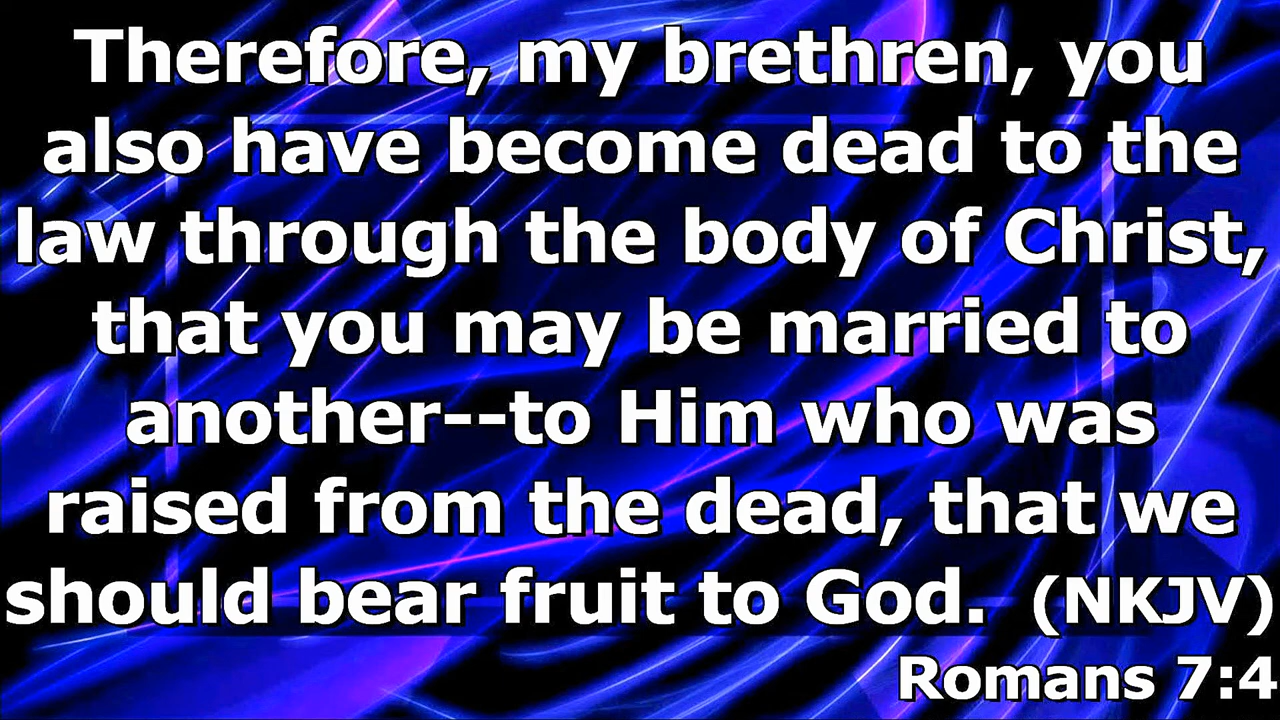 Therefore, my brethren, you
also have become dead to the
law through the body of Christ,
that you may be married to
another--to Him who was
raised from the dead, that we
should bear fruit to God. (NKJV)
Romans 7:4